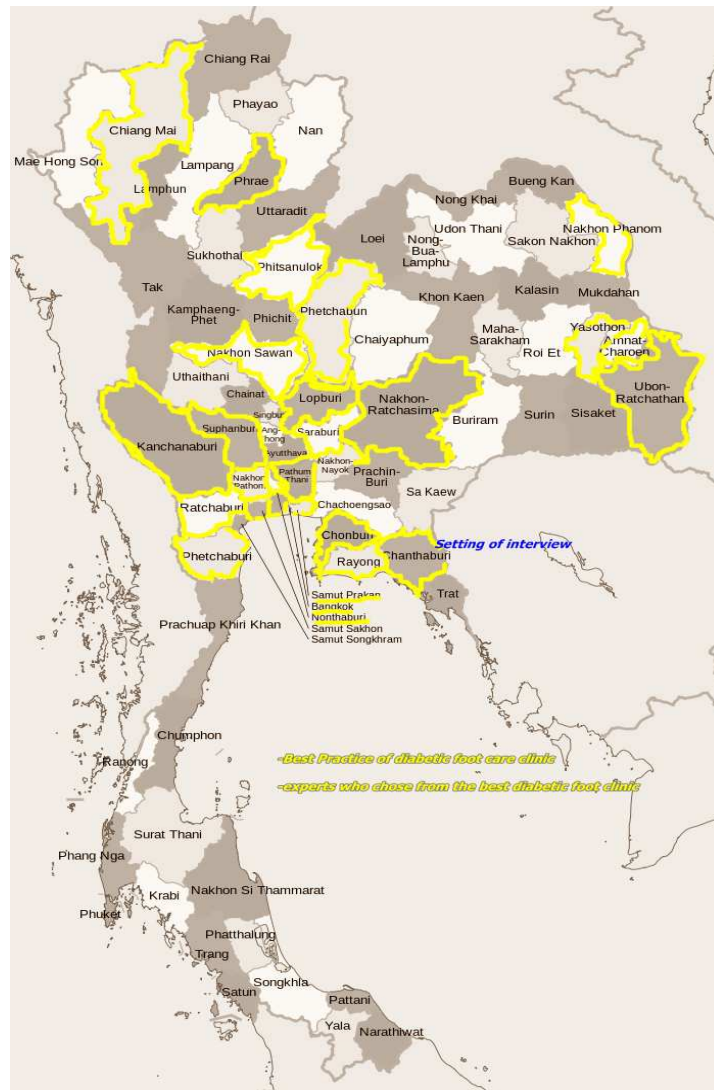 Chiang Rai
Phayao
Nan
Chiang Mai
Mae Hong Son
Lampang
Lamphun
Phrae
Uttaradit
Bueng Kan
Nong Khai
Nakhon Phanom
Udon Thani
Sakon Nakhon
Loei
Nong-
Bua-
Lamphu
Sukhothai
Phitsanulok
Tak
Kamphaeng-
Phet
Phichit
Phetchabun
Khon Kaen
Kalasin
Mukdahan
Chaiyaphum
Maha-
Sarakham
Roi Et
Yasothon
Amnat-
Charoen
Nakhon Sawan
Uthaithani
Chainat
Lopburi
Nakhon-
Ratchasima
Ubon-
Ratchathan
Buriram
Surin
Sisaket
Singburi
Ang-
thong
Saraburi
Suphanburi
Kanchanaburi
Ayutthaya
Nakhon-
Nayok
Pathum
Thani
Nakhon
Pathom
Prachin-
Buri
Sa Kaew
Ratchaburi
Chachoengsao
Phetchaburi
Chonburi
Setting of interview
Chanthaburi
Rayong
Trat
Samut Prakan
Bangkok
Nonthaburi
Samut Sakhon
Samut Songkhram
Prachuap Khiri Khan
Chumphon
Ranong
-Best Practice of diabetic foot care clinic
-experts who chose from the best diabetic foot clinic
Surat Thani
Phang Nga
Krabi
Nakhon Si Thammarat
Phuket
Phatthalung
Trang
Songkhla
Satun
Pattani
Yala
Narathiwat